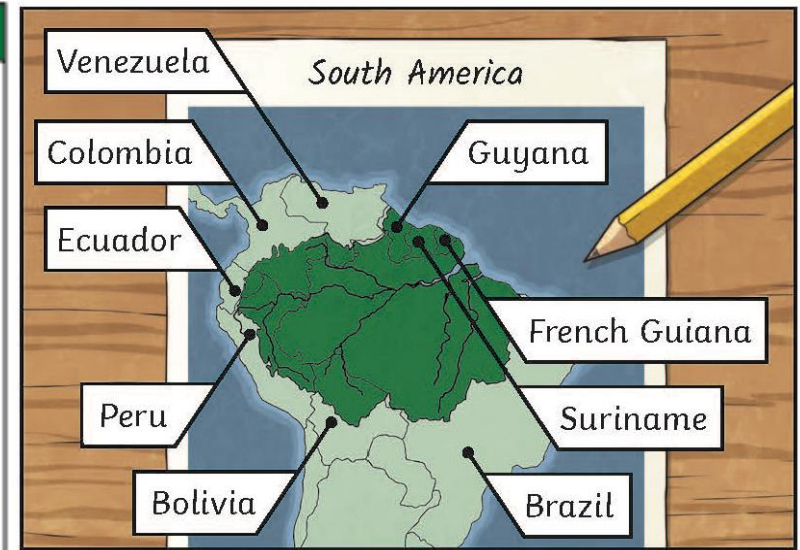 South America
Venezuela
Colombia
Guyana
Ecuador
French Guiana
Peru
Suriname
Bolivia
Brazil